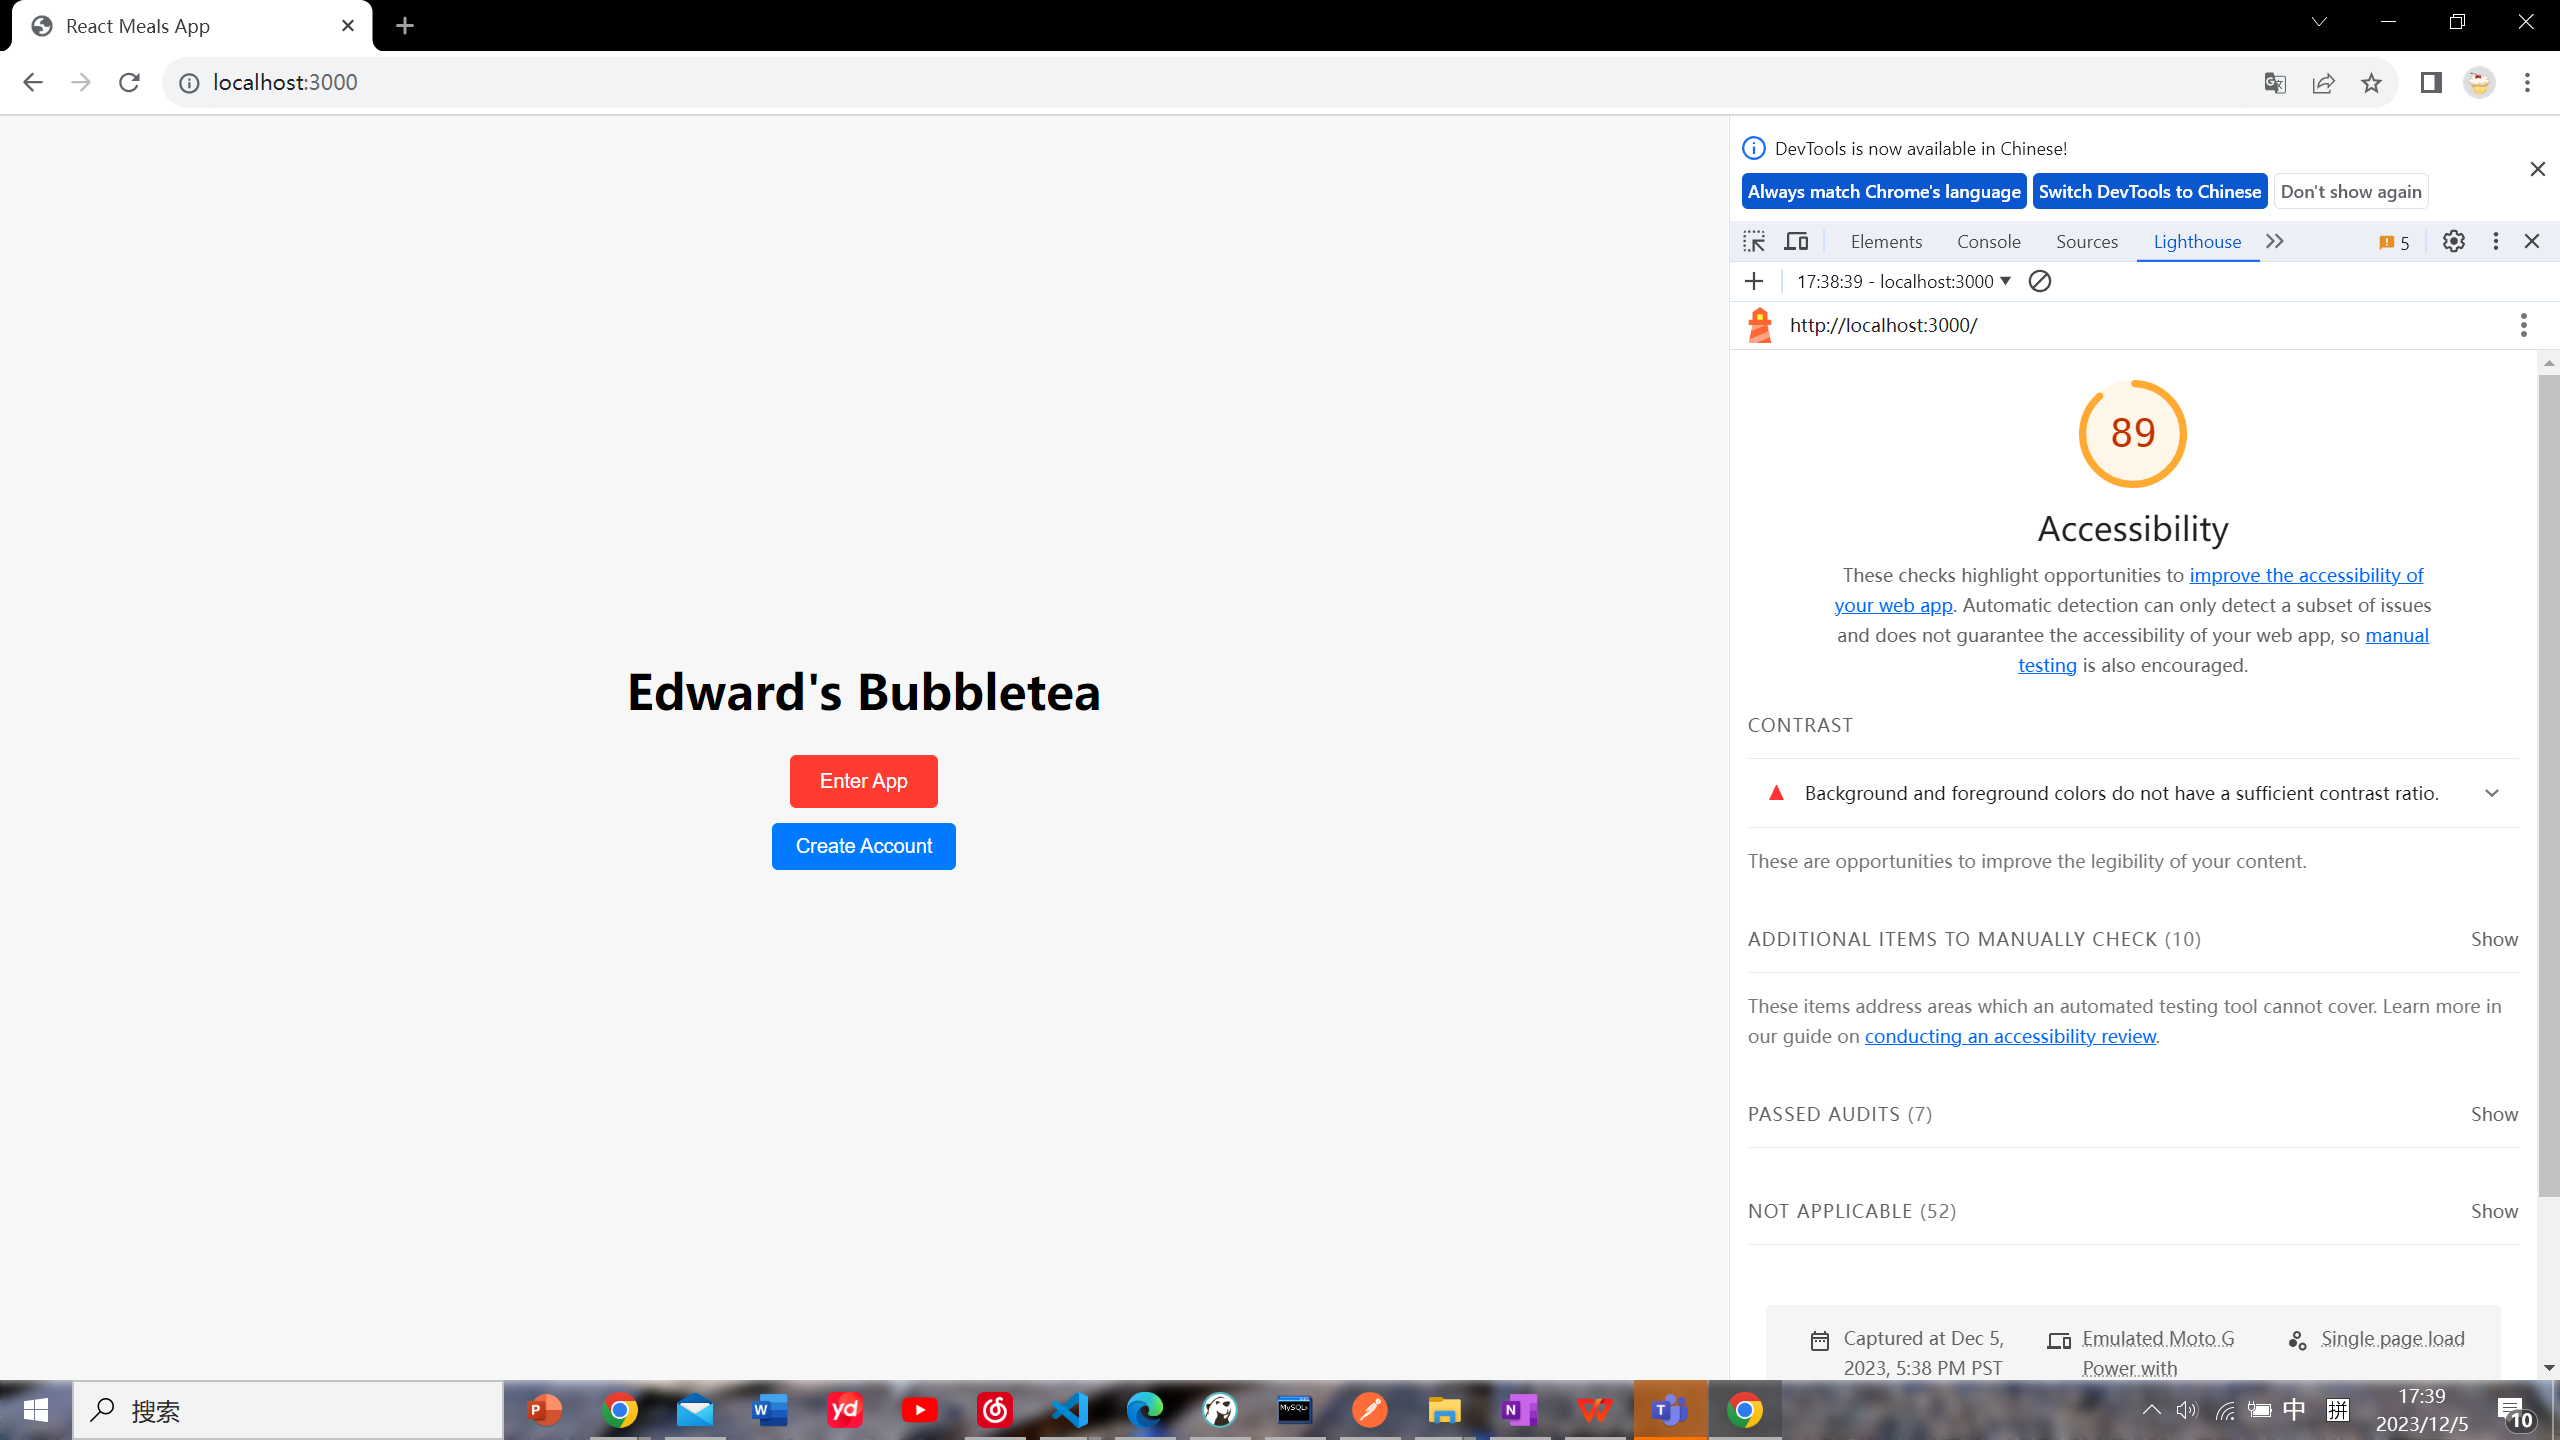 React Meals App
localhost:3000
DevTools is now available in Chinese!
Always match Chrome's language Switch DevTools to Chinese Don't show again
Elements Console Sources Lighthouse 5
17:38:39 - localhost:3000
http://localhost:3000/
89
Accessibility
These checks highlight opportunities to improve the accessibility of
your web app. Automatic detection can only detect a subset of issues
and does not guarantee the accessibility of your web app, so manual
testing is also encouraged.
CONTRAST
Background and foreground colors do not have a sufficient contrast ratio.
These are opportunities to improve the legibility of your content.
ADDITIONAL ITEMS TO MANUALLY CHECK (10) Show
These items address areas which an automated testing tool cannot cover. Learn more in
our guide on conducting an accessibility review.
PASSED AUDITS (7) Show
NOT APPLICABLE (52) Show
Captured at Dec 5,
2023, 5:38 PM PST
Emulated Moto G
Power with
Single page load
Edward's Bubbletea
Enter App
Create Account
搜索
P
W
yd
MySQL
N
T
中
拼
17:39
2023/12/5
10